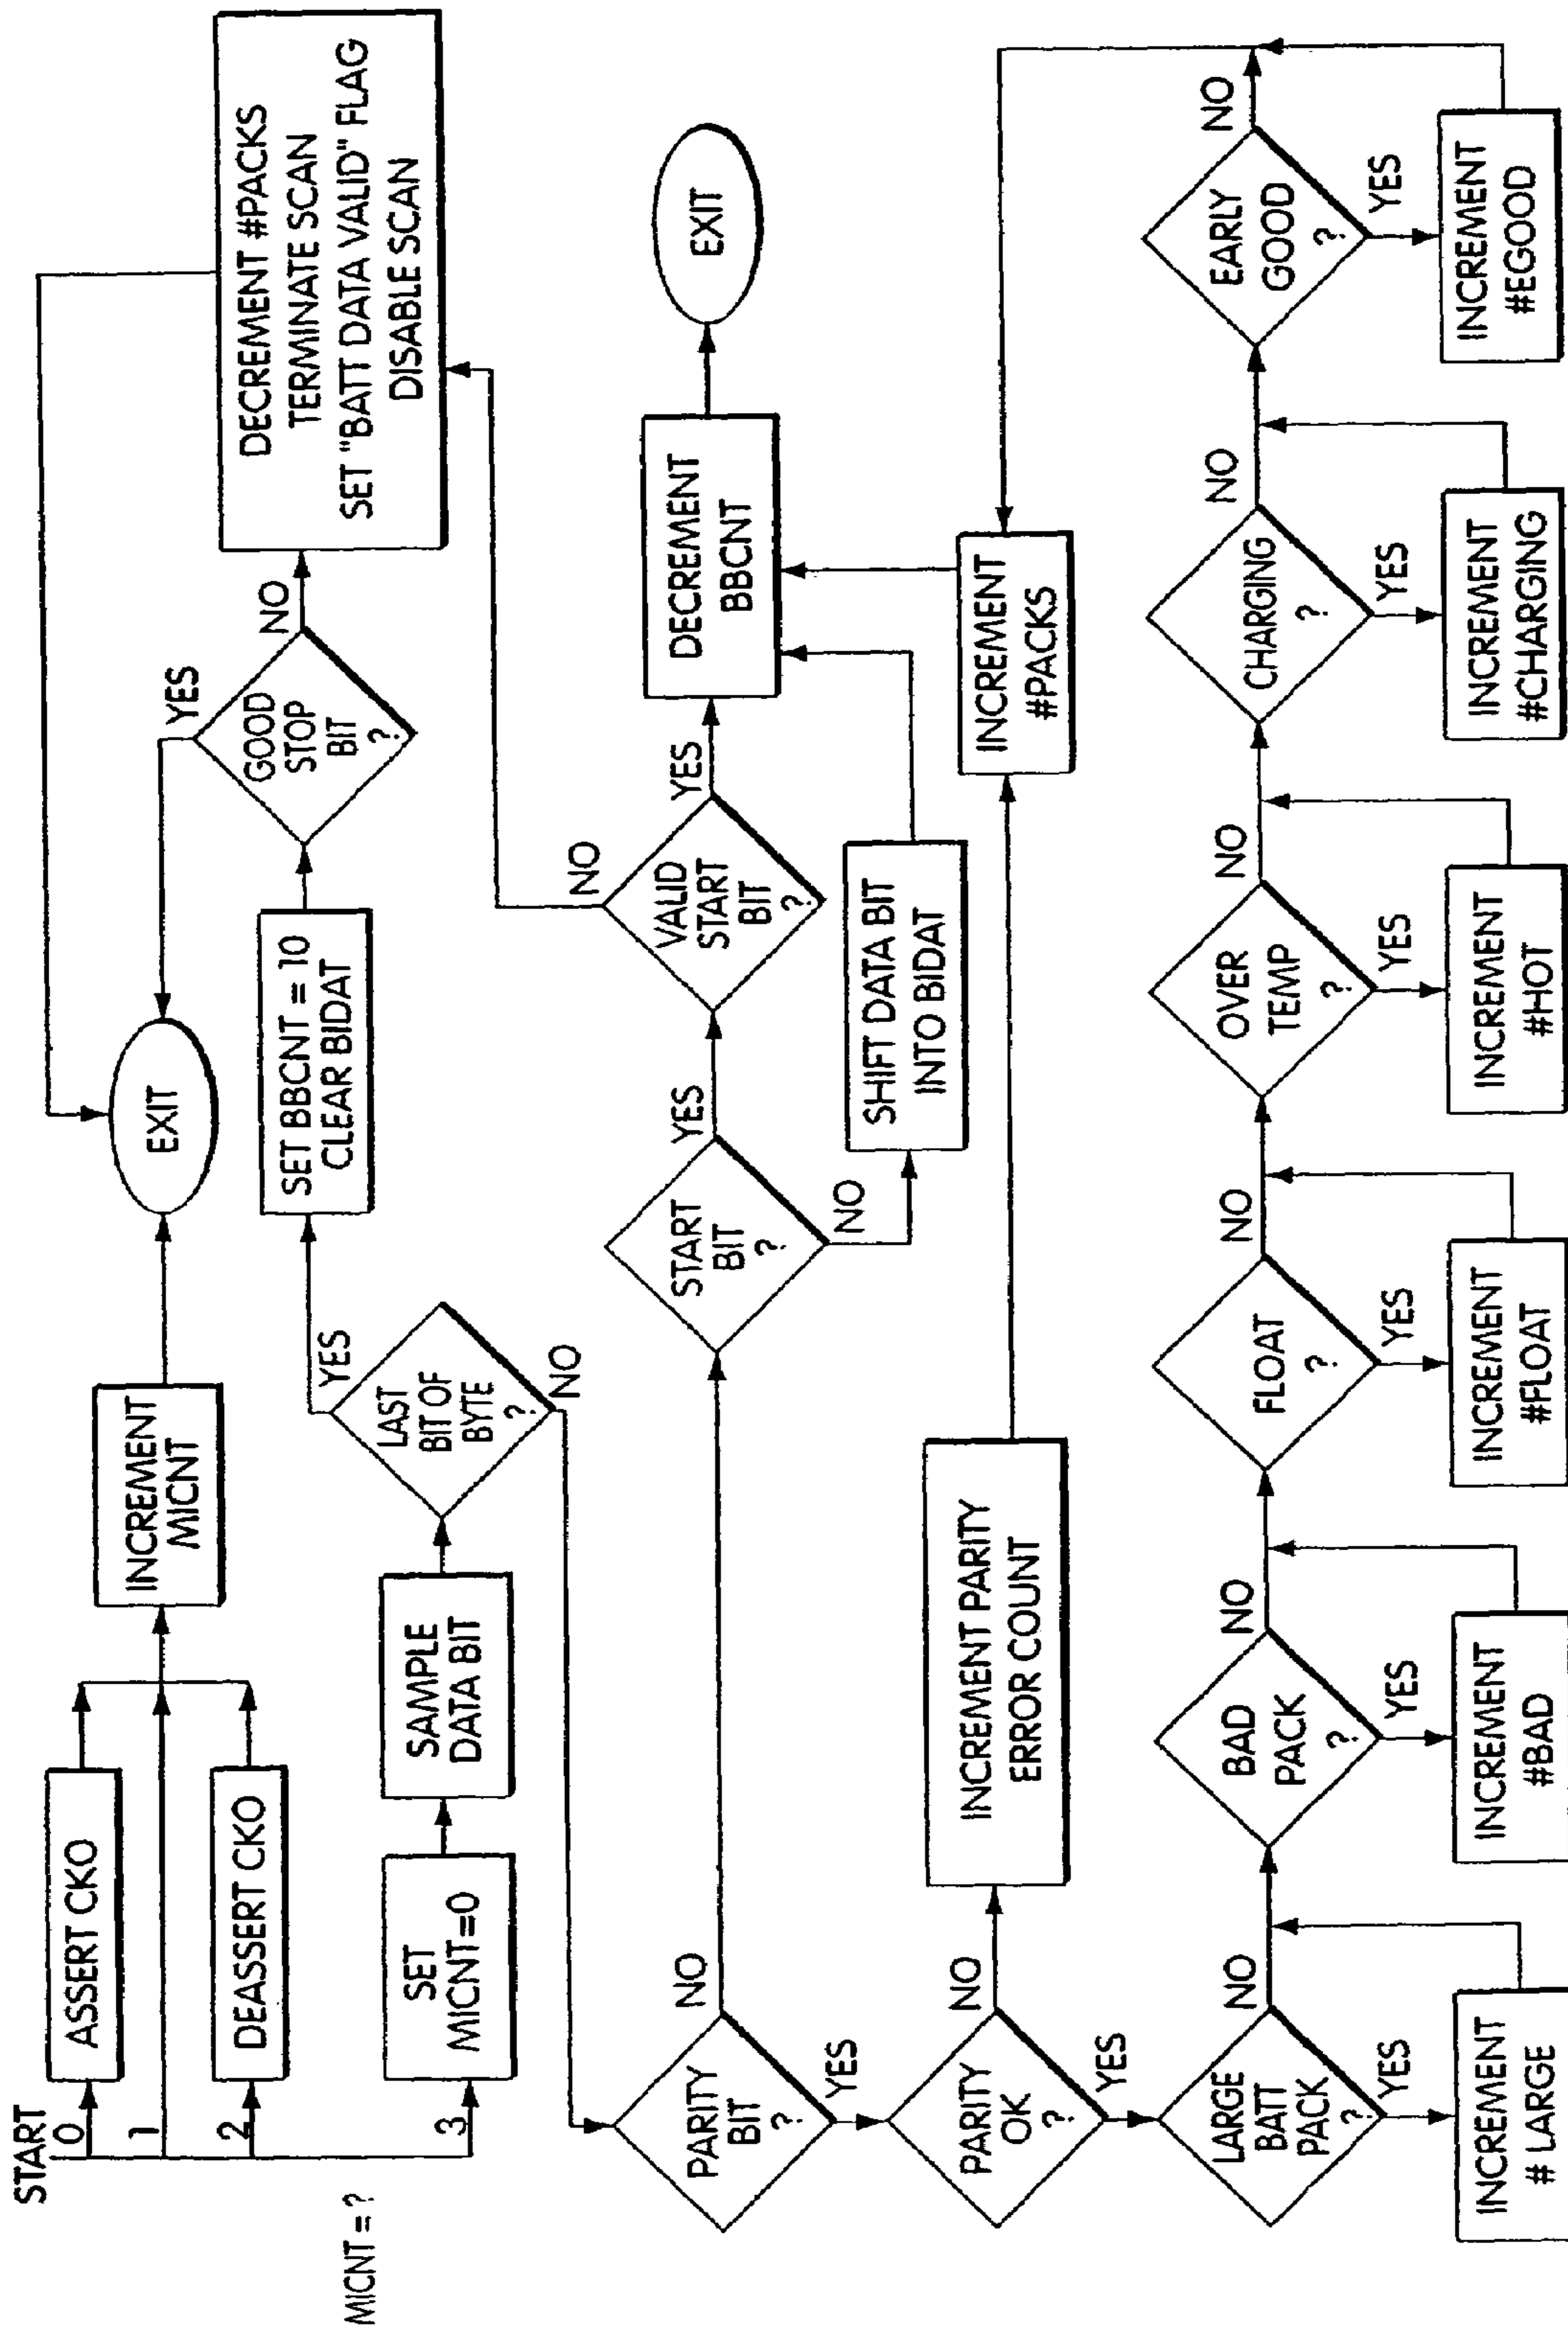 START
MICNT = ?
0
ASSERT CKO
1
2
DEASSERT CKO
INCREMENT
MICNT
EXIT
3
SET
MICNT=0
SAMPLE
DATA BIT
LAST
BIT OF
BYTE
?
YES
NO
SET BBCNT = 10
CLEAR BIDAT
GOOD
STOP
BIT
?
YES
NO
DECREMENT #PACKS
TERMINATE SCAN
SET "BATT DATA VALID" FLAG
DISABLE SCAN
PARITY
BIT
?
NO
YES
START
BIT
?
YES
NO
VALID
START
BIT
?
NO
YES
DECREMENT
BBCNT
EXIT
SHIFT DATA BIT
INTO BIDAT
PARITY
OK
?
NO
YES
INCREMENT PARITY
ERROR COUNT
INCREMENT
#PACKS
LARGE
BATT
PACK
?
NO
YES
INCREMENT
# LARGE
BAD
PACK
?
NO
YES
INCREMENT
#BAD
FLOAT
?
NO
YES
INCREMENT
#FLOAT
OVER
TEMP
?
NO
YES
INCREMENT
#HOT
CHARGING
?
NO
YES
INCREMENT
#CHARGING
EARLY
GOOD
?
NO
YES
INCREMENT
#EGOOD